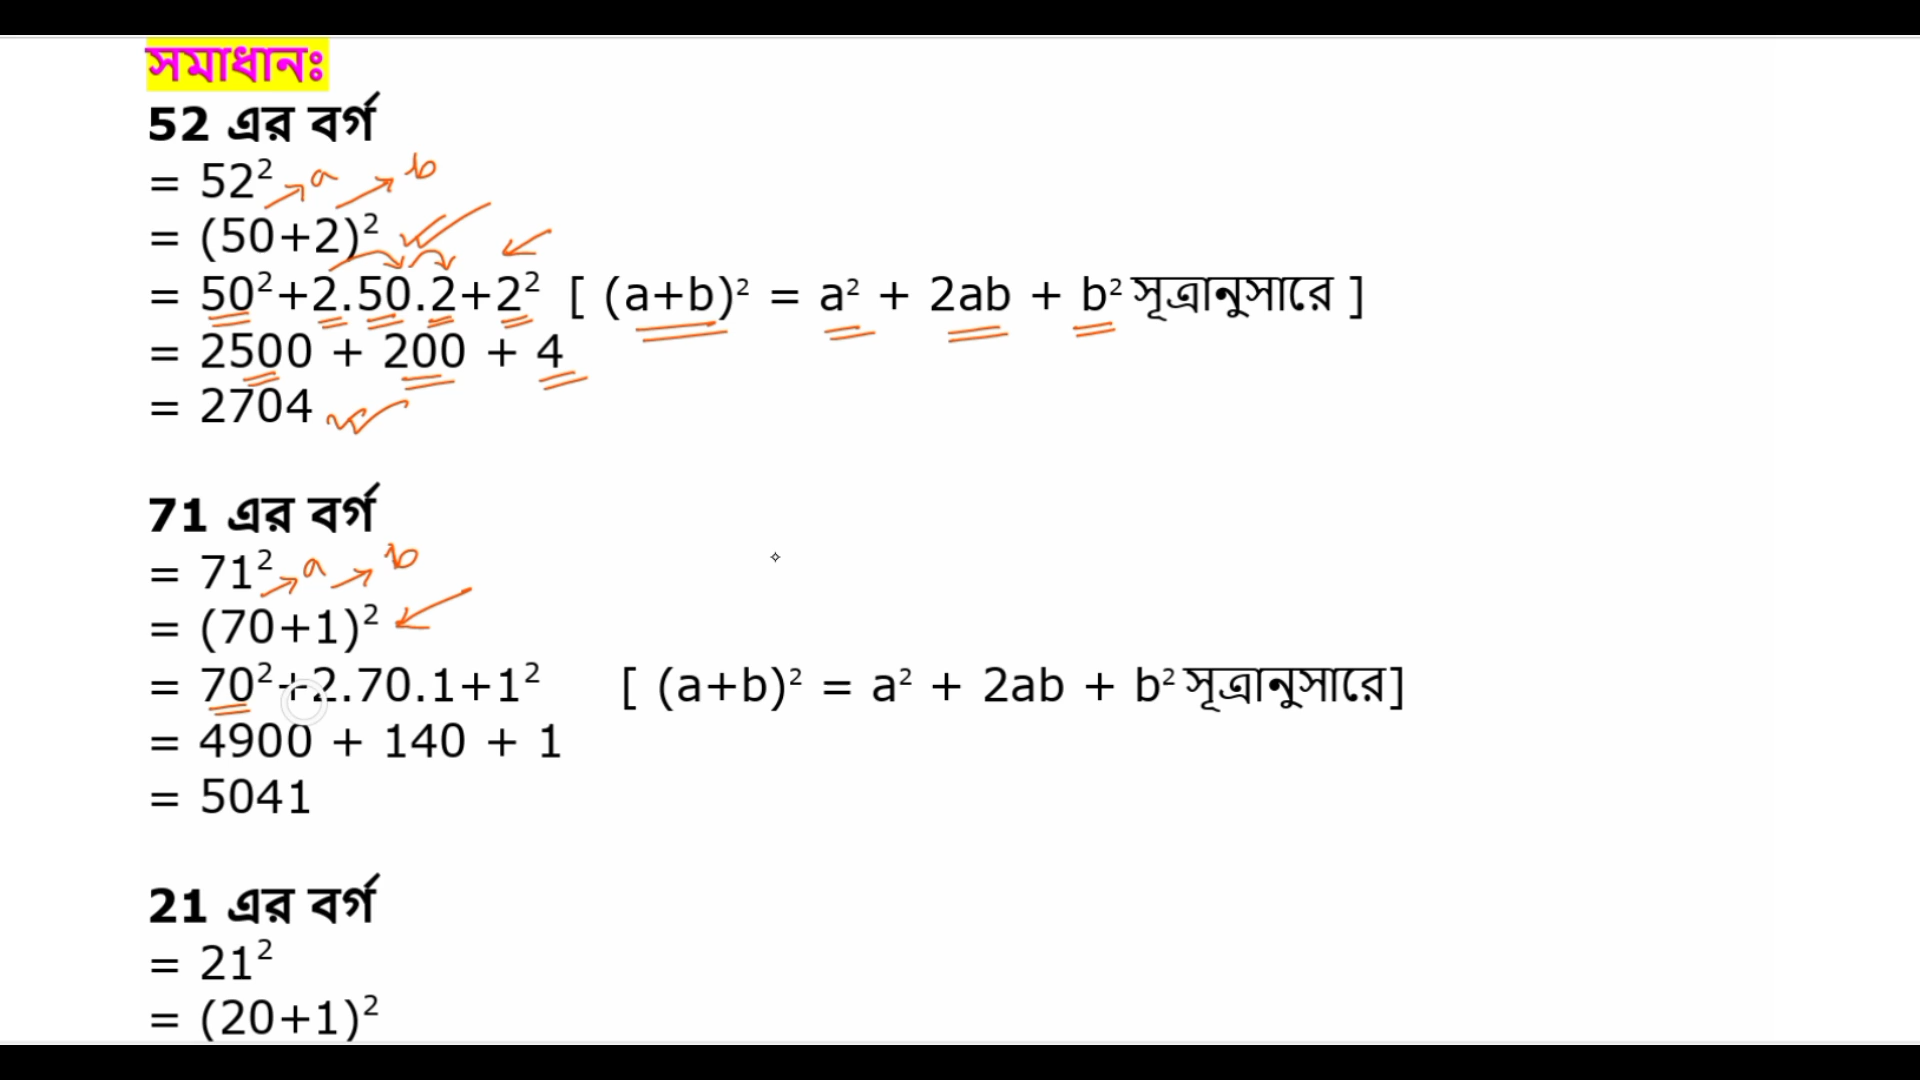 সমাধানঃ
52 এর বর্গ
= 52²
a b
= (50+2)²
= 50²+2.50.2+2² [ (a+b)² = a² + 2ab + b² সূত্রানুসারে ]
= 2500 + 200 + 4
= 2704
71 এর বর্গ
= 71²
a b
= (70+1)²
= 70²+2.70.1+1² [ (a+b)² = a² + 2ab + b² সূত্রানুসারে]
= 4900 + 140 + 1
= 5041
21 এর বর্গ
= 21²
= (20+1)²